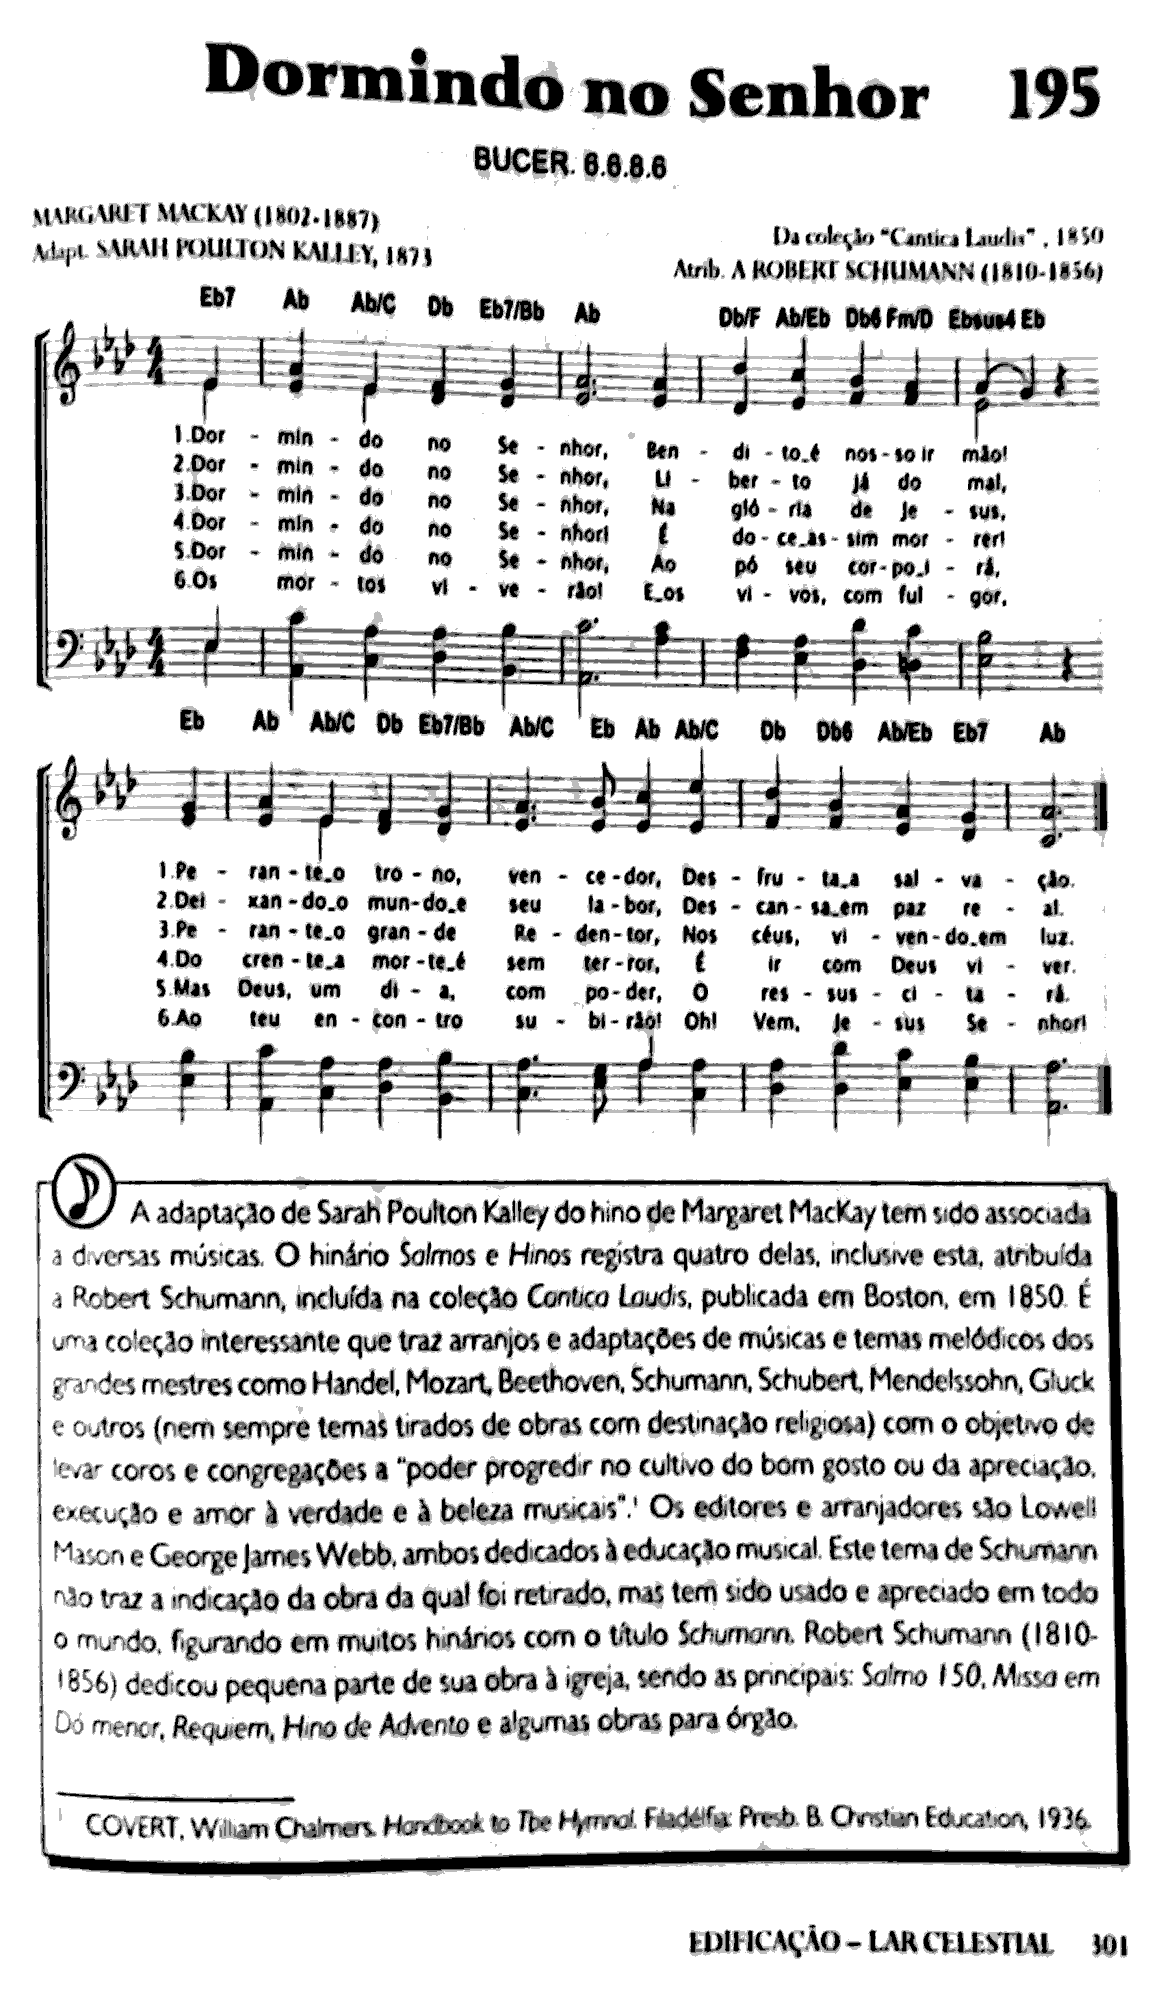 Dormindo no Senhor 195
BUCER. 6.6.8.6
MARGARET MACKAY (1802-1887)
Adapt. SARAH POULTON KALLEY, 1873
Da coleção "Cantica Laudis" , 1850
Atrib. A ROBERT SCHUMANN (1810-1856)
Eb7 Ab Ab/C Db Eb7/Bb Ab Db/F Ab/Eb Db6 Fm/D Ebsus4 Eb
1.Dor - min - do no Se - nhor, Ben - di - to‿é nos - so ir mão!
2.Dor - min - do no Se - nhor, Li - ber - to já do mal,
3.Dor - min - do no Se - nhor, Na gló - ria de Je - sus,
4.Dor - min - do no Se - nhor! É do - ce‿as - sim mor - rer!
5.Dor - min - do no Se - nhor, Ao pó seu cor - po‿i - rá,
6.Os mor - tos vi - ve - rão! E‿os vi - vos, com ful - gor,
Eb Ab Ab/C Db Eb7/Bb Ab/C Eb Ab Ab/C Db Db6 Ab/Eb Eb7 Ab
1.Pe - ran - te‿o tro - no, ven - ce - dor, Des - fru - ta‿a sal - va - ção.
2.Dei - xan - do‿o mun - do‿e seu la - bor, Des - can - sa‿em paz re - al.
3.Pe - ran - te‿o gran - de Re - den - tor, Nos céus, vi - ven - do‿em luz.
4.Do cren - te‿a mor - te‿é sem ter - ror, É ir com Deus vi - ver.
5.Mas Deus, um di - a, com po - der, O res - sus - ci - ta - rá.
6.Ao teu en - con - tro su - bi - rão! Oh! Vem, Je - sus Se - nhor!
A adaptação de Sarah Poulton Kalley do hino de Margaret MacKay tem sido associada
a diversas músicas. O hinário Salmos e Hinos registra quatro delas, inclusive esta, atribuída
a Robert Schumann, incluída na coleção Cantica Laudis, publicada em Boston, em 1850. É
uma coleção interessante que traz arranjos e adaptações de músicas e temas melódicos dos
grandes mestres como Handel, Mozart, Beethoven, Schumann, Schubert, Mendelssohn, Gluck
e outros (nem sempre temas tirados de obras com destinação religiosa) com o objetivo de
levar coros e congregações a "poder progredir no cultivo do bom gosto ou da apreciação,
execução e amor à verdade e à beleza musicais".¹ Os editores e arranjadores são Lowell
Mason e George James Webb, ambos dedicados à educação musical. Este tema de Schumann
não traz a indicação da obra da qual foi retirado, mas tem sido usado e apreciado em todo
o mundo, figurando em muitos hinários com o título Schumann. Robert Schumann (1810-
1856) dedicou pequena parte de sua obra à igreja, sendo as principais: Salmo 150, Missa em
Dó menor, Requiem, Hino de Advento e algumas obras para órgão.
¹ COVERT, William Chalmers. Handbook to The Hymnal. Filadélfia: Presb. B. Christian Education, 1936.
EDIFICAÇÃO – LAR CELESTIAL 301